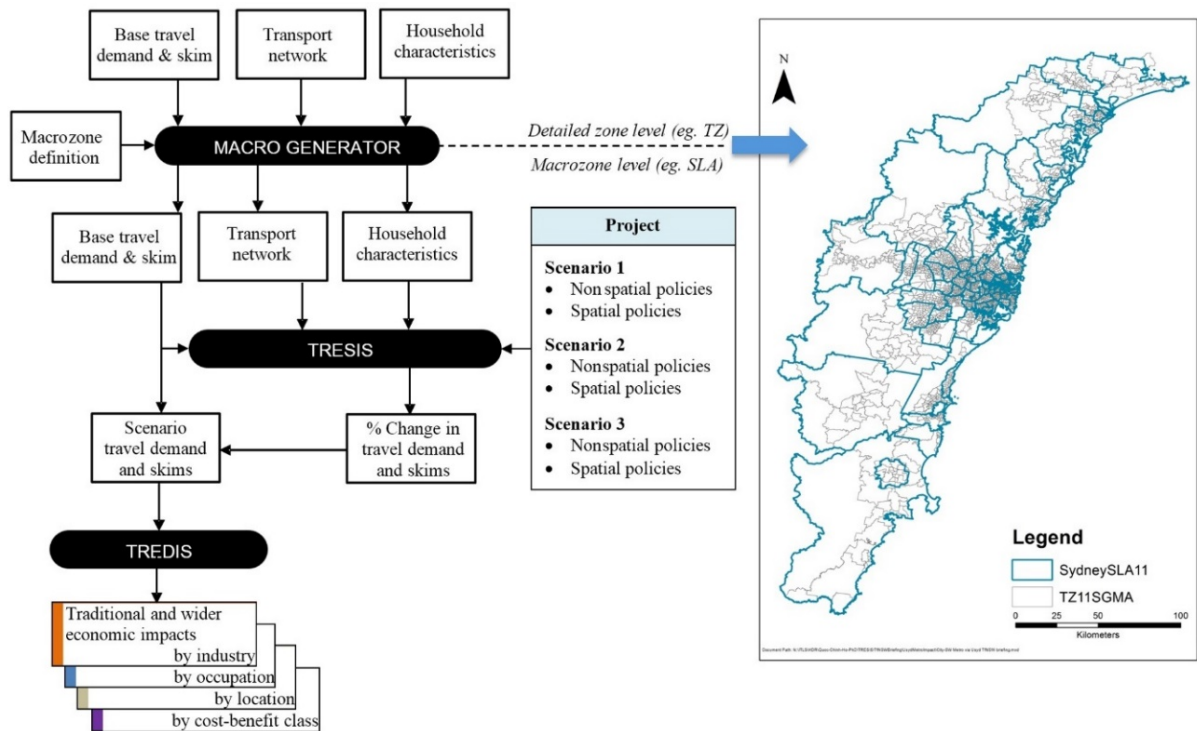 Base travel
demand & skim
Transport
network
Household
characteristics
Macrozone
definition
MACRO GENERATOR
Detailed zone level (eg. TZ)
Macrozone level (eg. SLA)
Base travel
demand & skim
Transport
network
Household
characteristics
Project
Scenario 1
• Non spatial policies
• Spatial policies
Scenario 2
• Nonspatial policies
• Spatial policies
Scenario 3
• Nonspatial policies
• Spatial policies
TRESIS
Scenario
travel demand
and skims
% Change in
travel demand
and skims
TREDIS
Traditional and wider
economic impacts
by industry
by occupation
by location
by cost-benefit class
N
Legend
SydneySLA11
TZ11SGMA
0 25 50 100
Kilometers
Document Path: